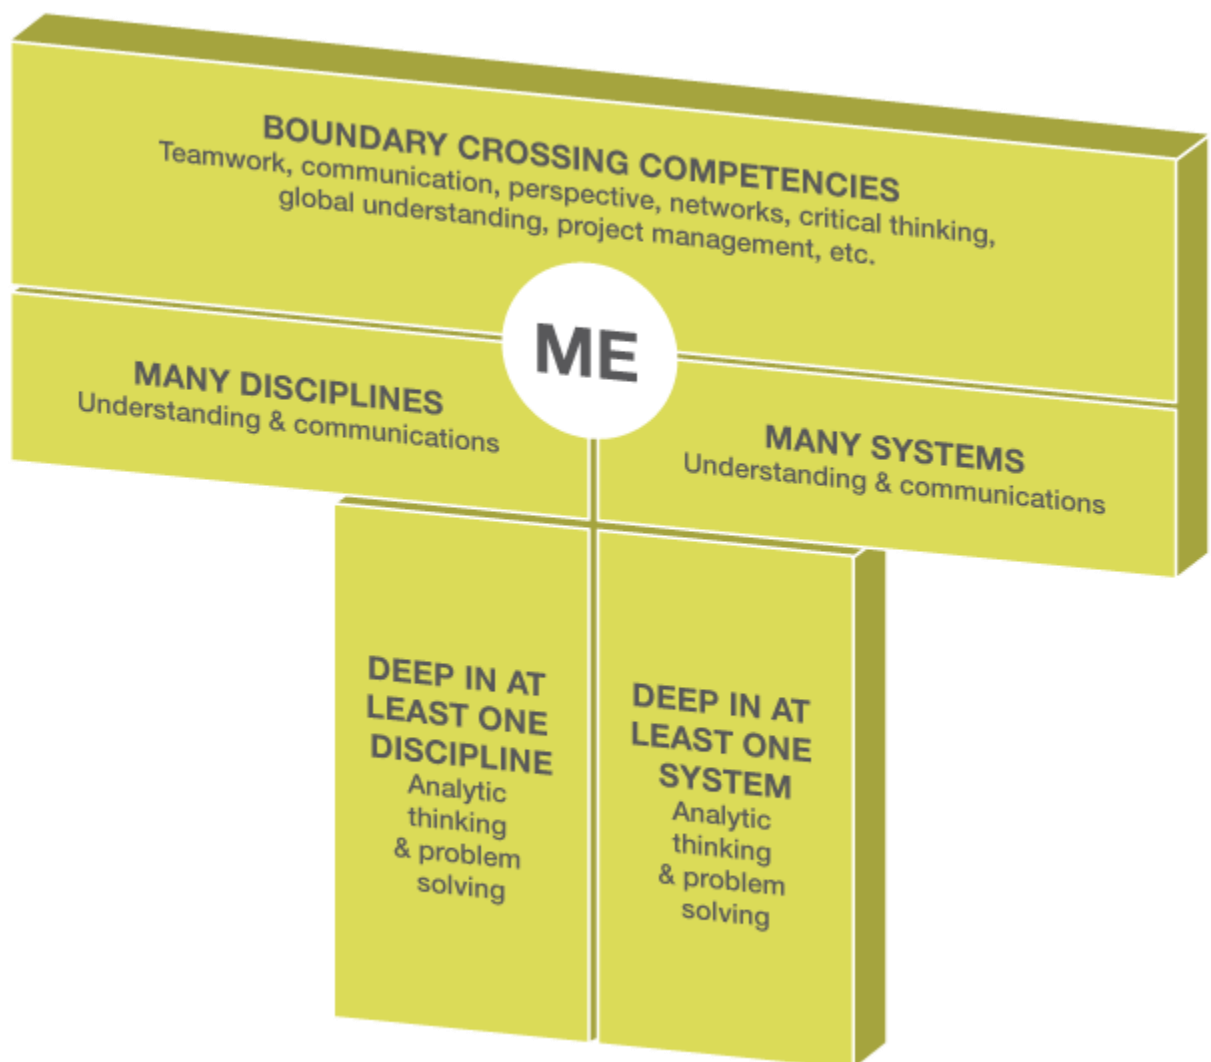 BOUNDARY CROSSING COMPETENCIES
Teamwork, communication, perspective, networks, critical thinking,
global understanding, project management, etc.
ME
MANY DISCIPLINES
Understanding & communications
MANY SYSTEMS
Understanding & communications
DEEP IN AT
LEAST ONE
DISCIPLINE
Analytic
thinking
& problem
solving
DEEP IN AT
LEAST ONE
SYSTEM
Analytic
thinking
& problem
solving